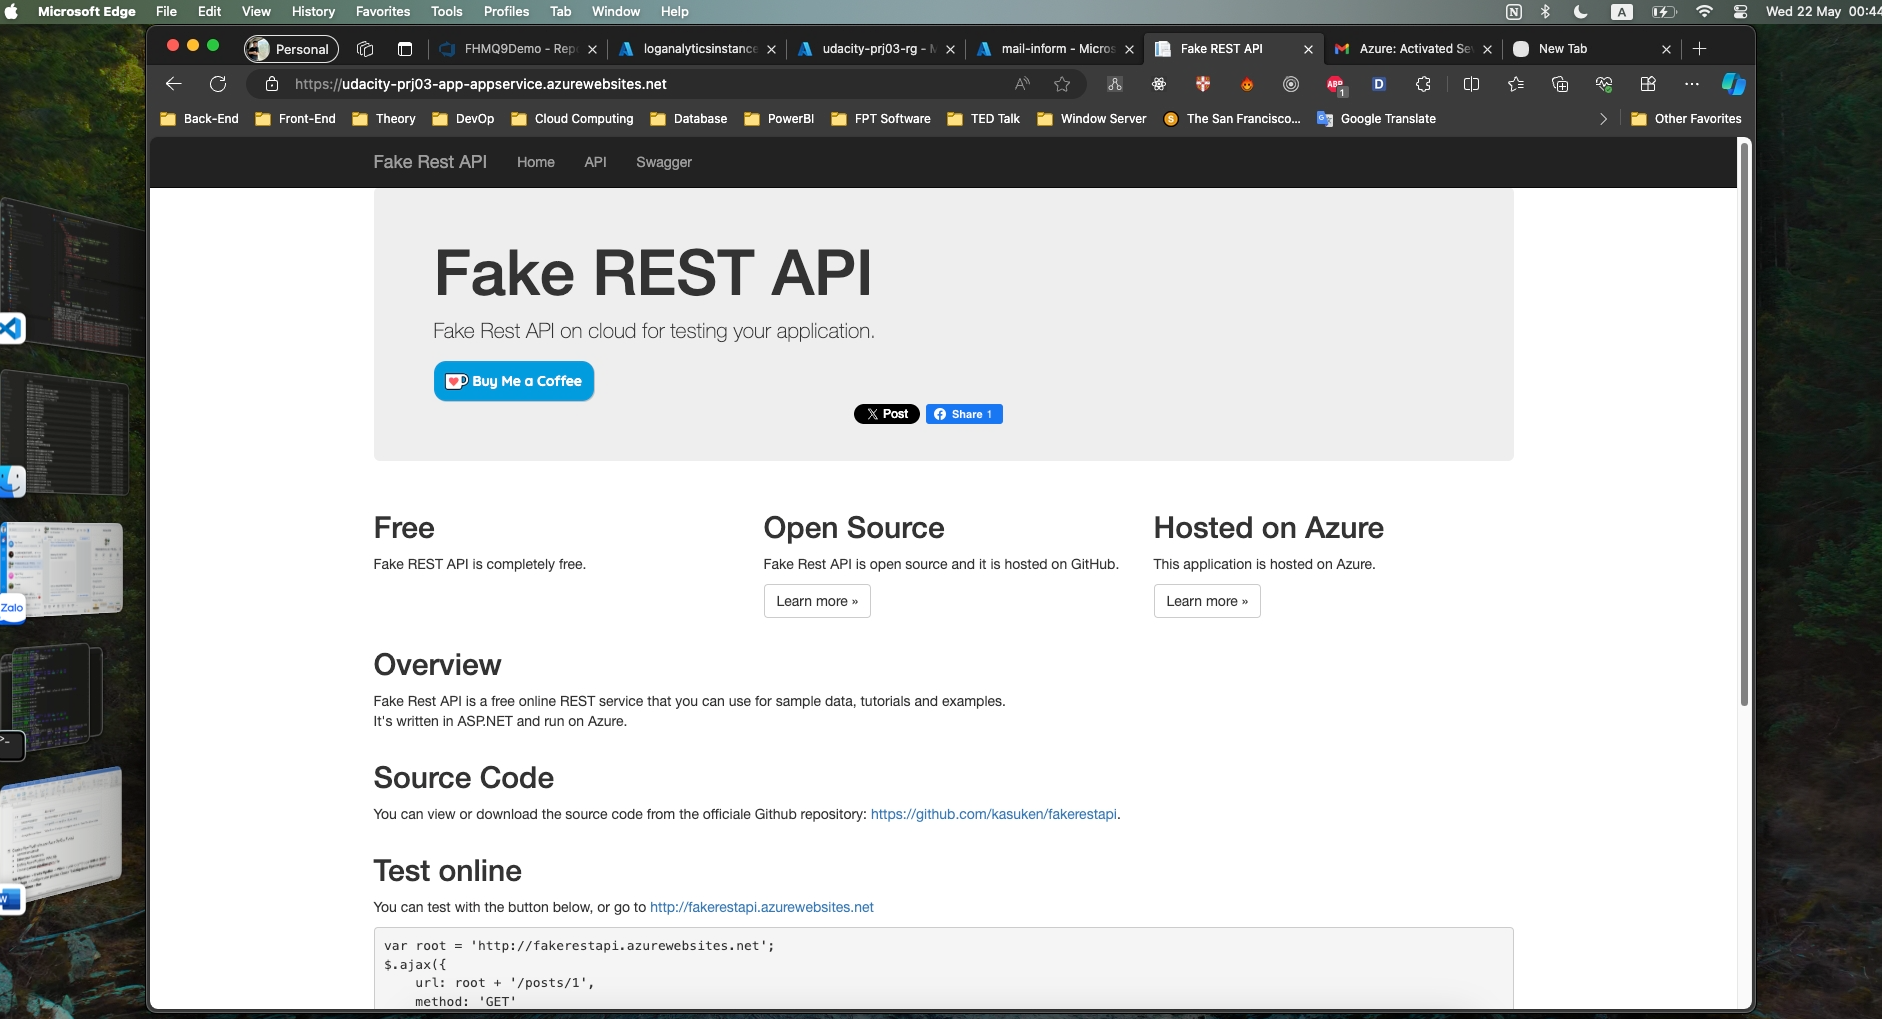 Microsoft Edge File Edit View History Favorites Tools Profiles Tab Window Help A Wed 22 May 00:44
Personal FHMQ9Demo - Rep loganalyticsinstance udacity-prj03-rg - M mail-inform - Micros Fake REST API Azure: Activated Sev New Tab
https://udacity-prj03-app-appservice.azurewebsites.net
Back-End Front-End Theory DevOp Cloud Computing Database PowerBI FPT Software TED Talk Window Server The San Francisco... Google Translate Other Favorites
Fake Rest API Home API Swagger
Fake REST API
Fake Rest API on cloud for testing your application.
Buy Me a Coffee
Post Share 1
Free
Fake REST API is completely free.
Open Source
Fake Rest API is open source and it is hosted on GitHub.
Learn more »
Hosted on Azure
This application is hosted on Azure.
Learn more »
Overview
Fake Rest API is a free online REST service that you can use for sample data, tutorials and examples.
It's written in ASP.NET and run on Azure.
Source Code
You can view or download the source code from the officiale Github repository: https://github.com/kasuken/fakerestapi.
Test online
You can test with the button below, or go to http://fakerestapi.azurewebsites.net
var root = 'http://fakerestapi.azurewebsites.net';
$.ajax({
url: root + '/posts/1',
method: 'GET'
Zalo